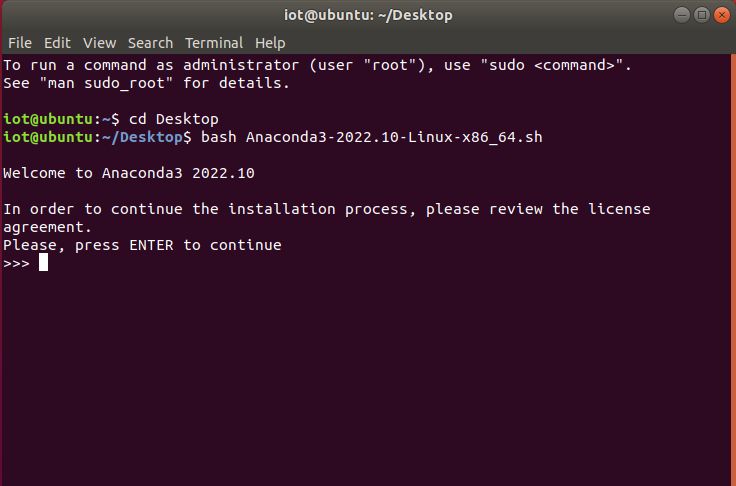 iot@ubuntu: ~/Desktop
File Edit View Search Terminal Help
To run a command as administrator (user "root"), use "sudo <command>".
See "man sudo_root" for details.
iot@ubuntu:~$ cd Desktop
iot@ubuntu:~/Desktop$ bash Anaconda3-2022.10-Linux-x86_64.sh
Welcome to Anaconda3 2022.10
In order to continue the installation process, please review the license
agreement.
Please, press ENTER to continue
>>>